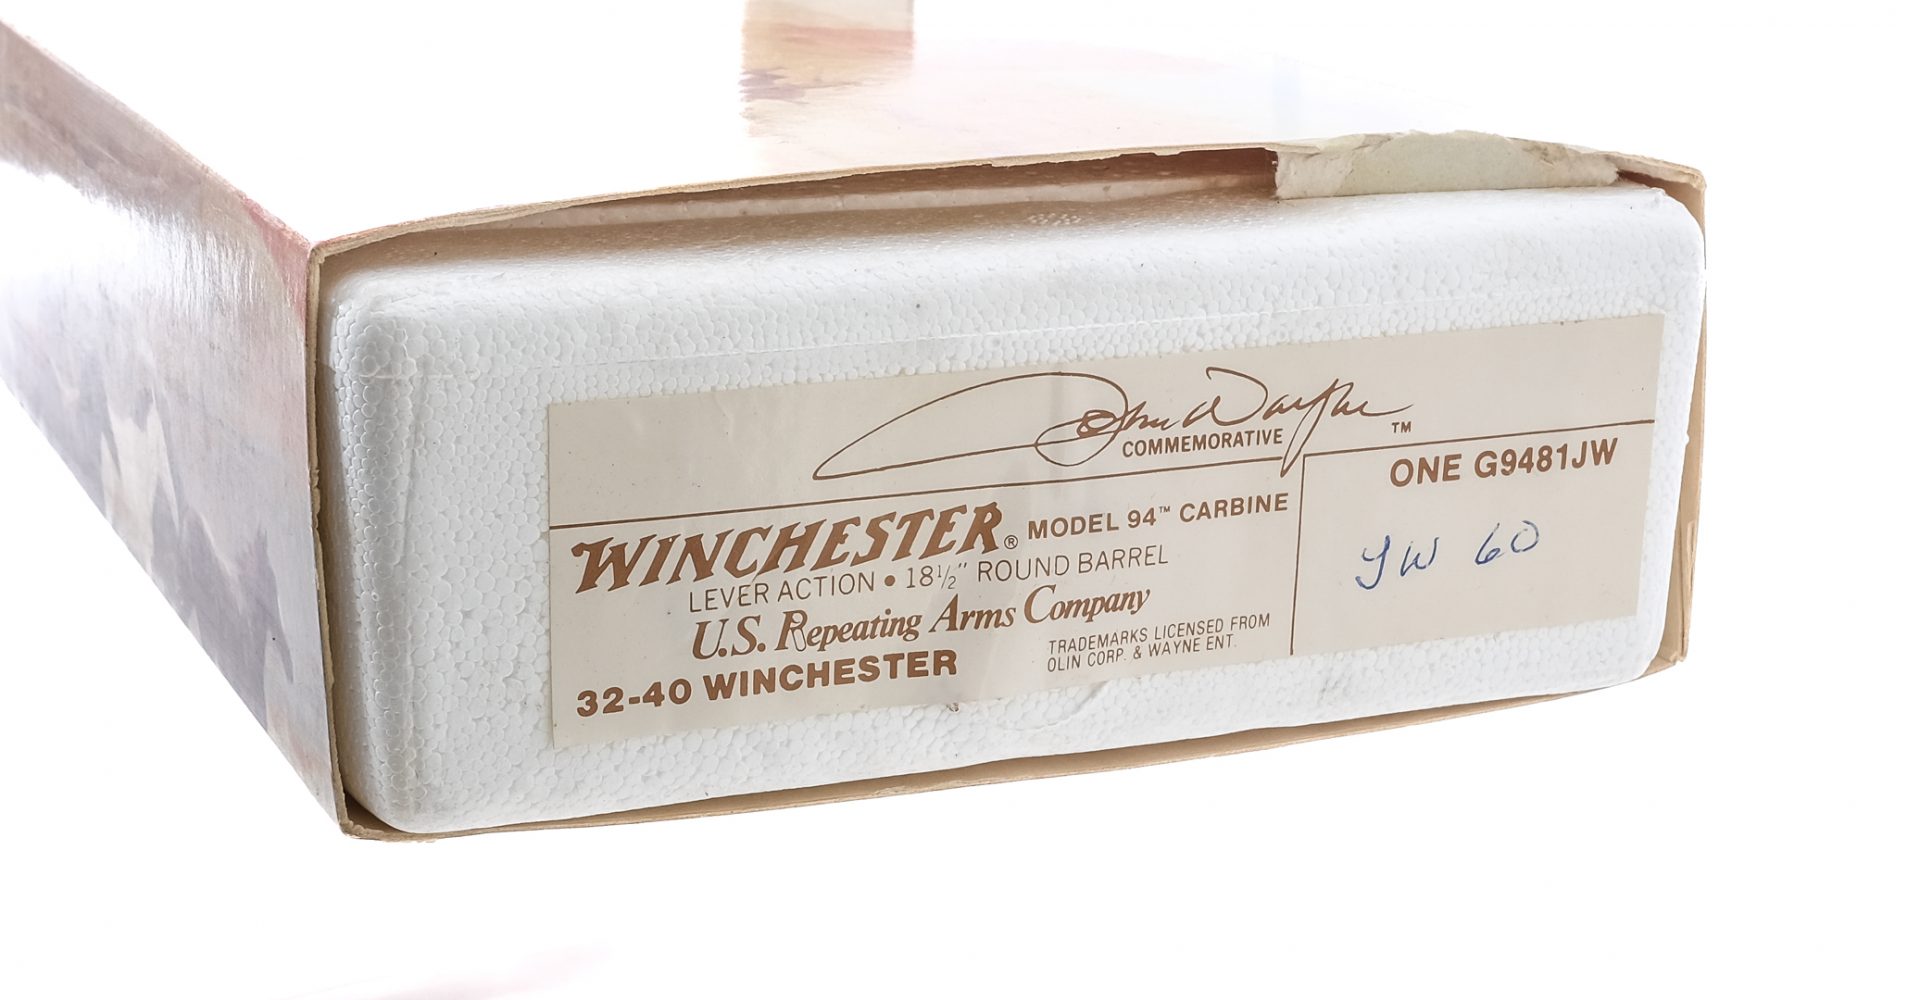 John Wayne
COMMEMORATIVE ™
WINCHESTER® MODEL 94™ CARBINE
LEVER ACTION • 18½" ROUND BARREL
U.S. Repeating Arms Company
TRADEMARKS LICENSED FROM
OLIN CORP. & WAYNE ENT.
32-40 WINCHESTER
ONE G9481JW
JW 60